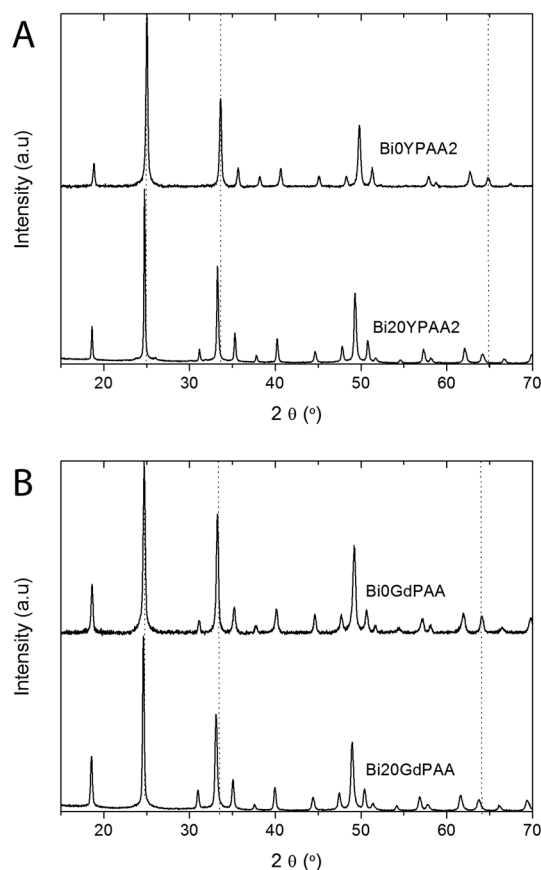 A
Intensity (a.u)
Bi0YPAA2
Bi20YPAA2
20 30 40 50 60 70
2 θ (º)
B
Intensity (a.u)
Bi0GdPAA
Bi20GdPAA
20 30 40 50 60 70
2 θ (º)